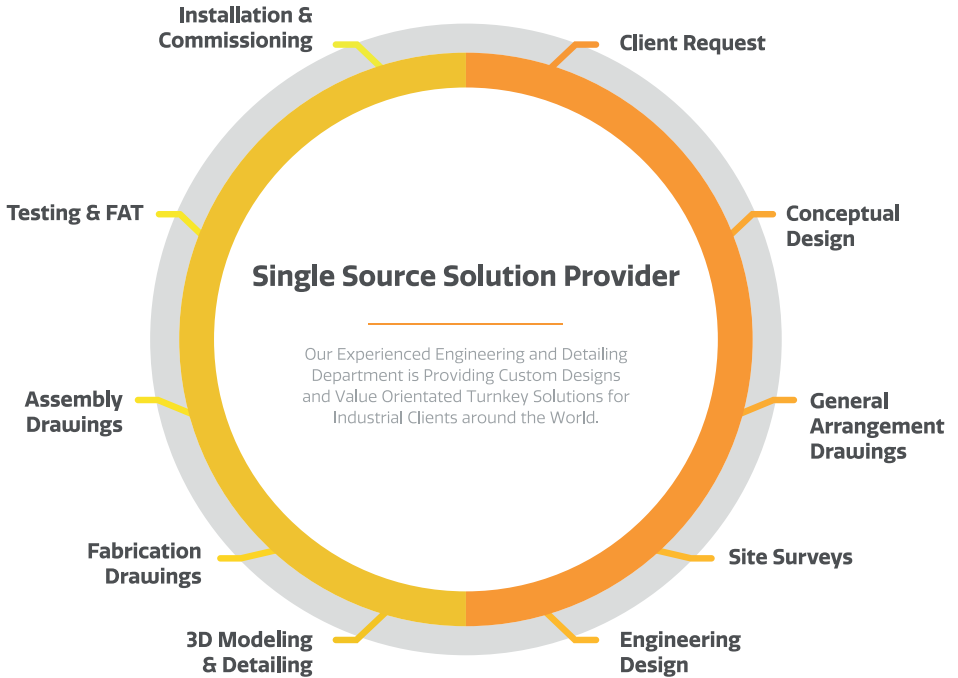 Installation &
Commissioning
Client Request
Testing & FAT
Conceptual
Design
Single Source Solution Provider
Our Experienced Engineering and Detailing
Department is Providing Custom Designs
and Value Orientated Turnkey Solutions for
Industrial Clients around the World.
Assembly
Drawings
General
Arrangement
Drawings
Fabrication
Drawings
Site Surveys
3D Modeling
& Detailing
Engineering
Design